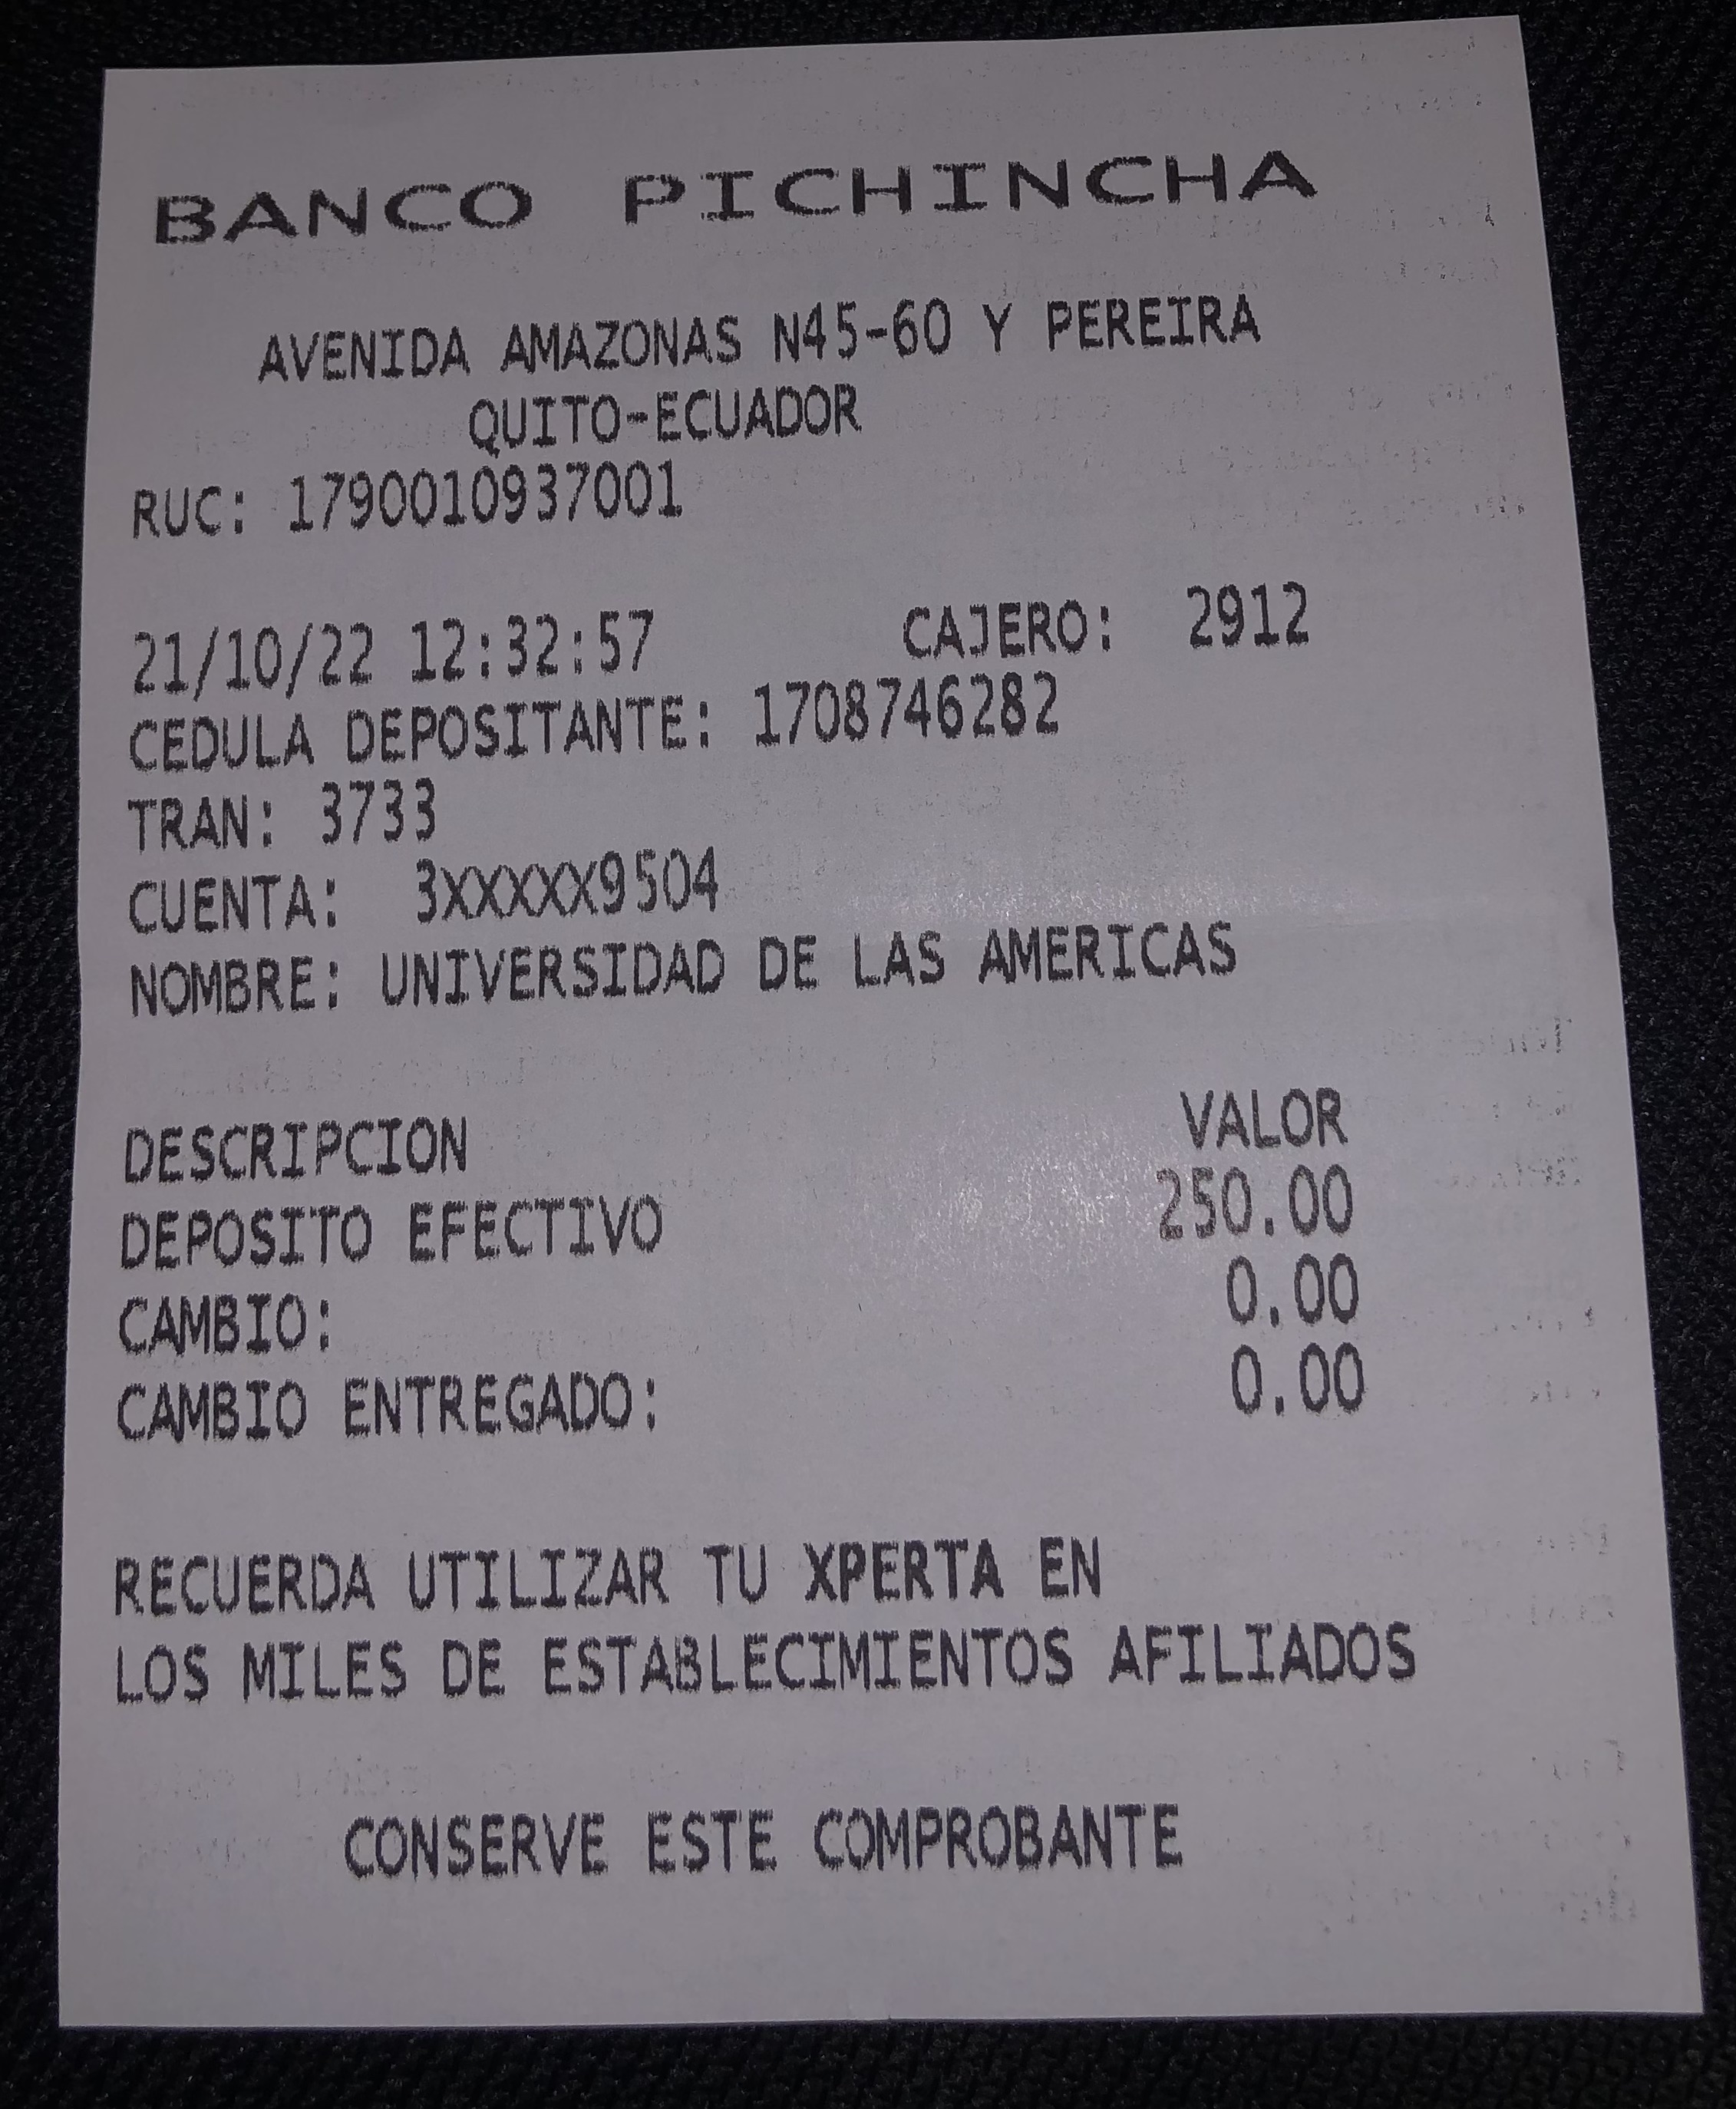 BANCO PICHINCHA
AVENIDA AMAZONAS N45-60 Y PEREIRA
QUITO-ECUADOR
RUC: 1790010937001
21/10/22 12:32:57 CAJERO: 2912
CEDULA DEPOSITANTE: 1708746282
TRAN: 3733
CUENTA: 3XXXXX9504
NOMBRE: UNIVERSIDAD DE LAS AMERICAS
DESCRIPCION VALOR
DEPOSITO EFECTIVO 250.00
CAMBIO: 0.00
CAMBIO ENTREGADO: 0.00
RECUERDA UTILIZAR TU XPERTA EN
LOS MILES DE ESTABLECIMIENTOS AFILIADOS
CONSERVE ESTE COMPROBANTE